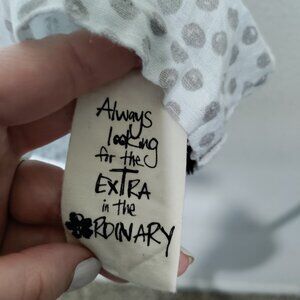 Always
looking
for the
EXTRA
in the
ORDINARY